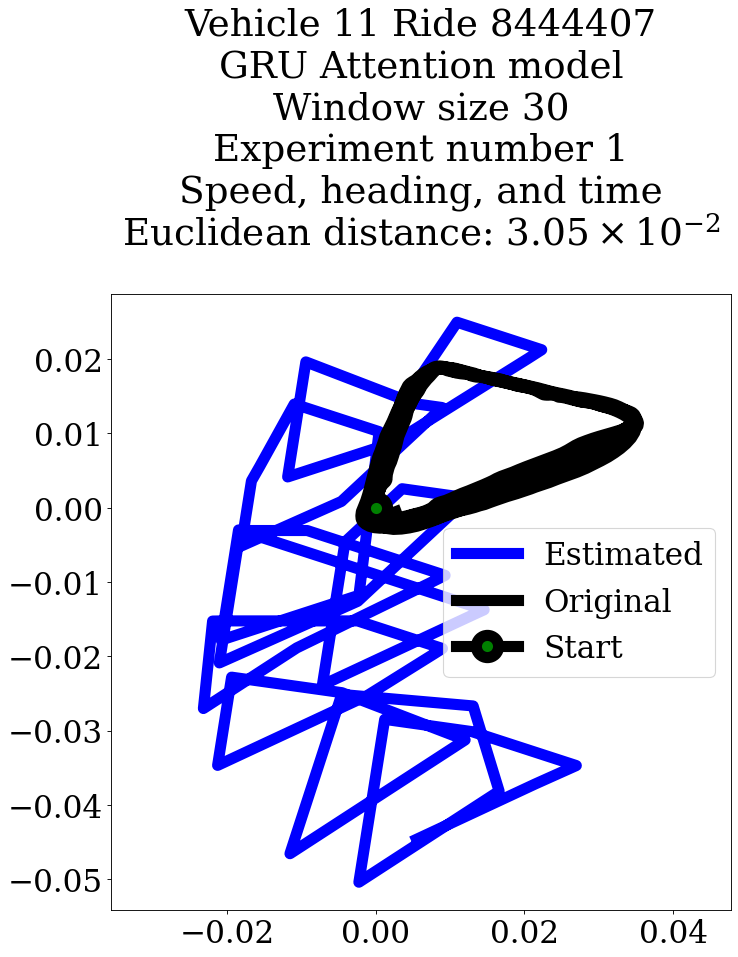 Vehicle 11 Ride 8444407
GRU Attention model
Window size 30
Experiment number 1
Speed, heading, and time
Euclidean distance: 3.05 × 10⁻²
0.02
0.01
0.00
−0.01
−0.02
−0.03
−0.04
−0.05
Estimated
Original
Start
−0.02 0.00 0.02 0.04